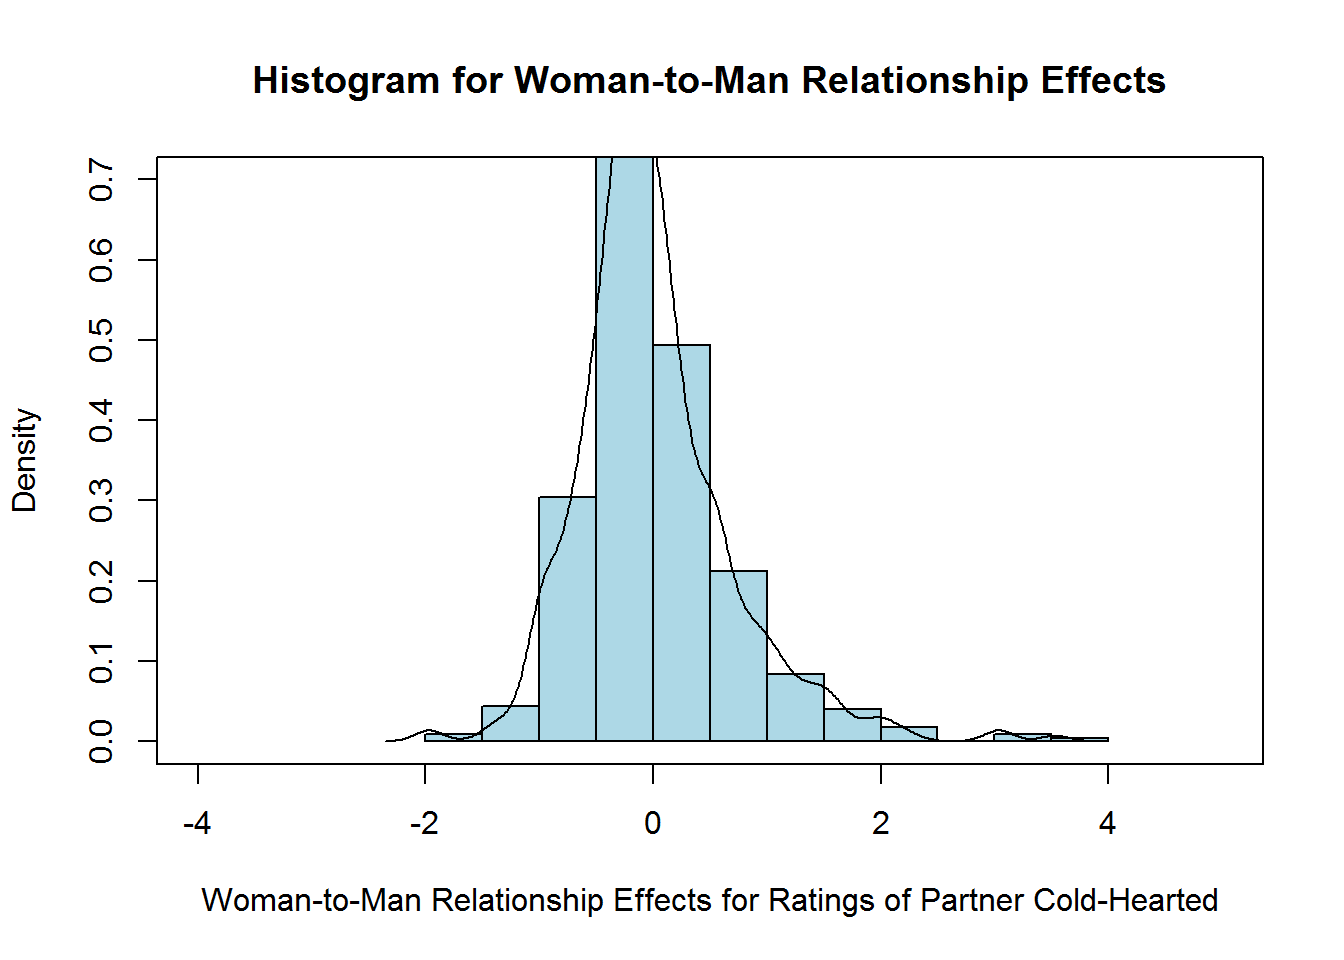 Histogram for Woman-to-Man Relationship Effects
0.7
0.6
0.5
0.4
0.3
0.2
0.1
0.0
Density
-4 -2 0 2 4
Woman-to-Man Relationship Effects for Ratings of Partner Cold-Hearted